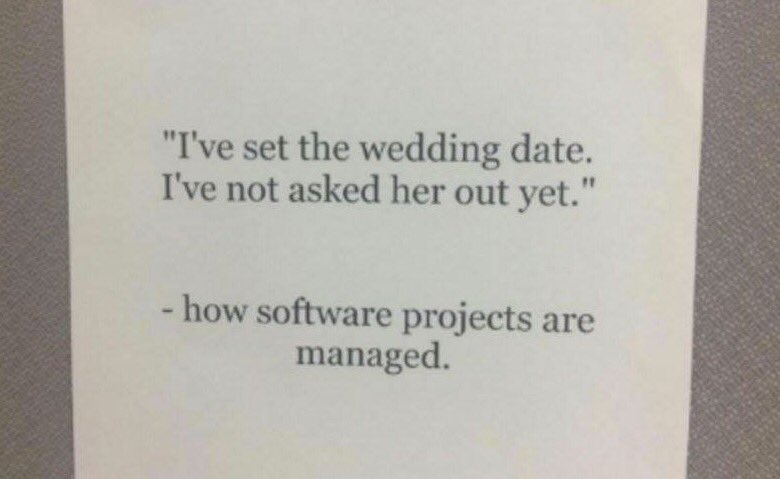 "I've set the wedding date.
I've not asked her out yet."
- how software projects are
managed.